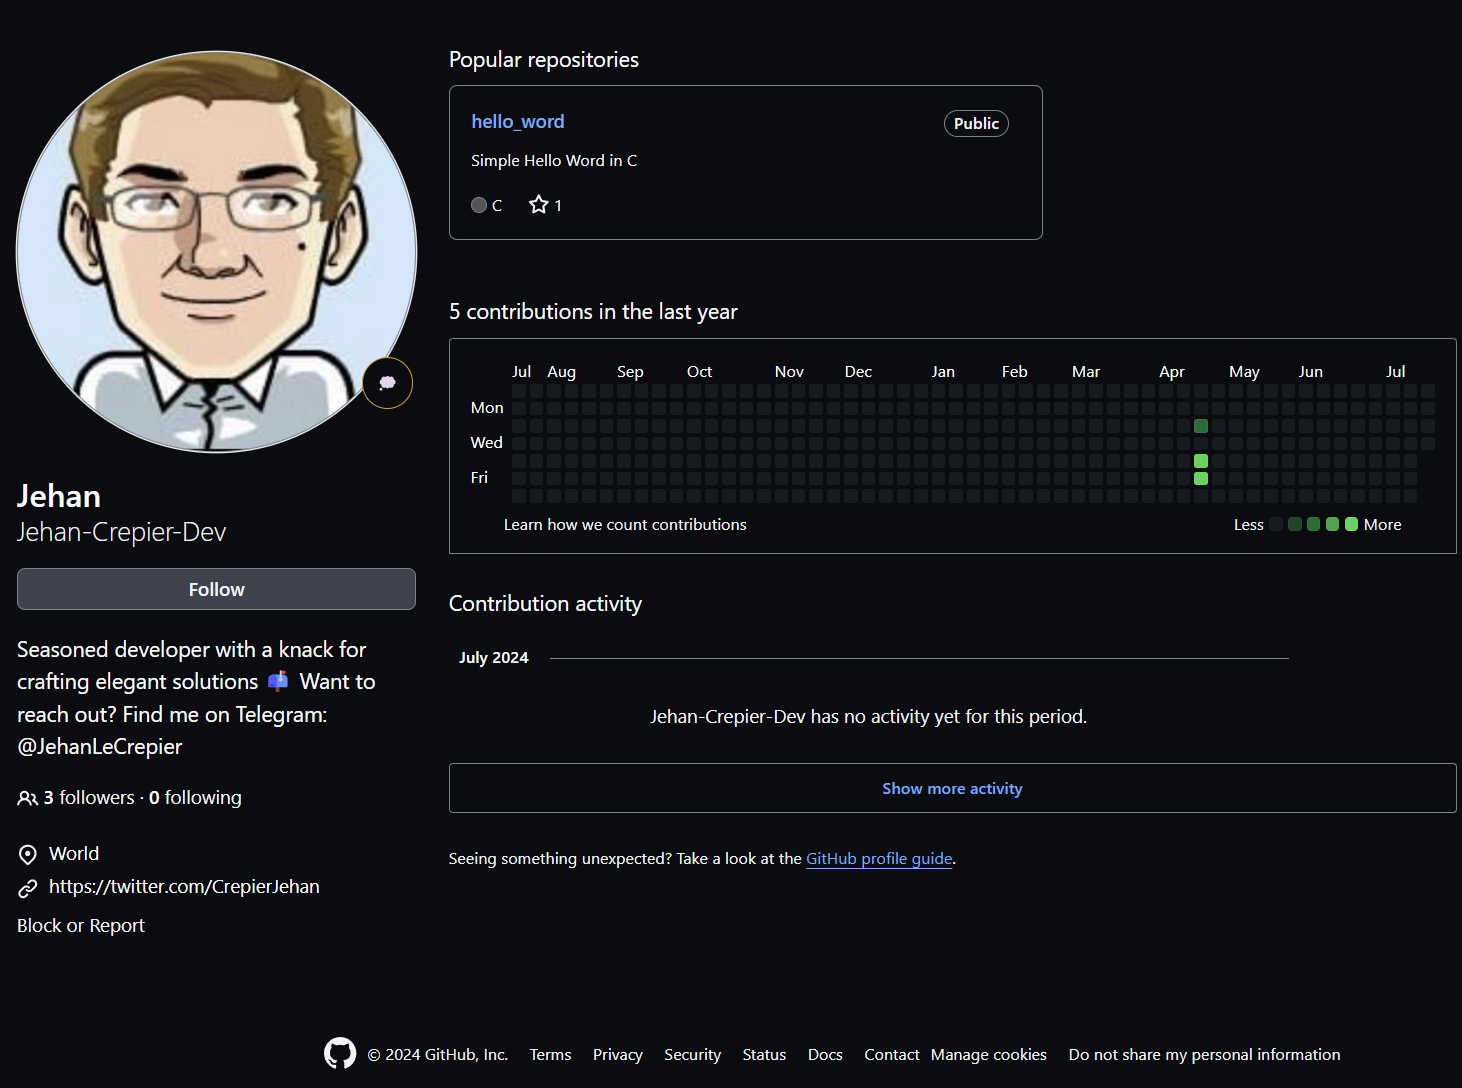 Jehan
Jehan-Crepier-Dev
Follow
Seasoned developer with a knack for
crafting elegant solutions 📫 Want to
reach out? Find me on Telegram:
@JehanLeCrepier
3 followers · 0 following
World
https://twitter.com/CrepierJehan
Block or Report
Popular repositories
hello_word
Public
Simple Hello Word in C
C 1
5 contributions in the last year
Jul Aug Sep Oct Nov Dec Jan Feb Mar Apr May Jun Jul
Mon
Wed
Fri
Learn how we count contributions
Less More
Contribution activity
July 2024
Jehan-Crepier-Dev has no activity yet for this period.
Show more activity
Seeing something unexpected? Take a look at the GitHub profile guide.
© 2024 GitHub, Inc. Terms Privacy Security Status Docs Contact Manage cookies Do not share my personal information